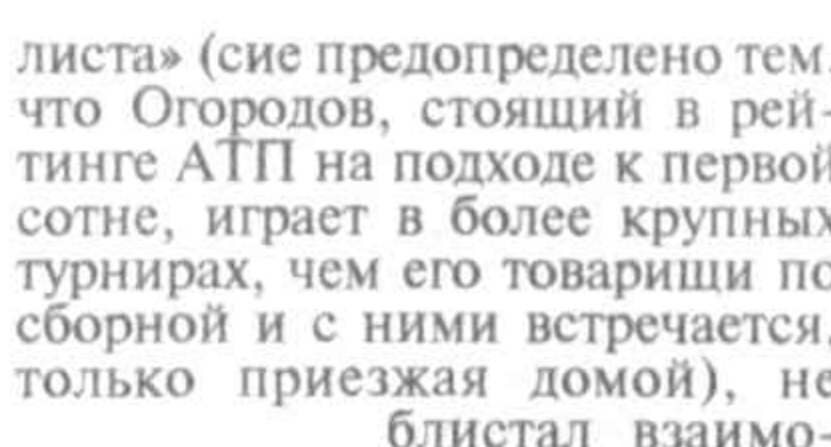 листа» (сие предопределено тем,
что Огородов, стоящий в рей-
тинге АТП на подходе к первой
сотне, играет в более крупных
турнирах, чем его товарищи по
сборной и с ними встречается,
только приезжая домой), не
блистал взаимо-